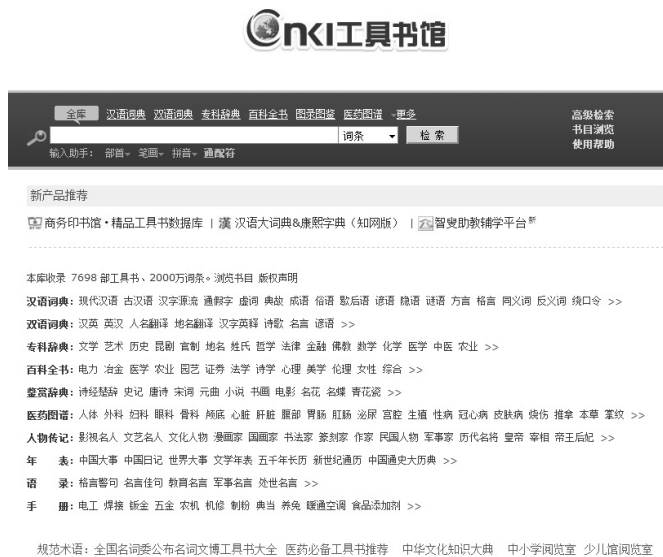 cnki工具书馆
全库 汉语词典 双语词典 专科辞典 百科全书 图录图鉴 医药图谱 更多
高级检索
词条 检索
书目浏览
输入助手: 部首 笔画 拼音 通配符
使用帮助
新产品推荐
商务印书馆·精品工具书数据库 | 漢 汉语大词典&康熙字典(知网版) | 智叟助教辅学平台 新
本库收录 7698 部工具书、2000万词条。浏览书目 版权声明
汉语词典: 现代汉语 古汉语 汉字源流 通假字 虚词 典故 成语 俗语 歇后语 谚语 隐语 谜语 方言 格言 同义词 反义词 绕口令 >>
双语词典: 汉英 英汉 人名翻译 地名翻译 汉字英释 诗歌 名言 谚语 >>
专科辞典: 文学 艺术 历史 昆剧 官制 地名 姓氏 哲学 法律 金融 佛教 数学 化学 医学 中医 农业 >>
百科全书: 电力 冶金 医学 农业 园艺 证券 法学 诗学 心理 美学 伦理 女性 综合 >>
鉴赏辞典: 诗经楚辞 史记 唐诗 宋词 元曲 小说 书画 电影 名花 名蝶 青花瓷 >>
医药图谱: 人体 外科 妇科 眼科 骨科 颅底 心脏 肝脏 腹部 胃肠 肛肠 泌尿 宫腔 生殖 性病 冠心病 皮肤病 烧伤 推拿 本草 掌纹 >>
人物传记: 影视名人 文艺名人 文化人物 漫画家 国画家 书法家 篆刻家 作家 民国人物 军事家 历代名将 皇帝 宰相 帝王后妃 >>
年 表: 中国大事 中国日记 世界大事 文学年表 五千年长历 新世纪通历 中国通史大历典 >>
语 录: 格言警句 名言佳句 教育名言 军事名言 处世名言 >>
手 册: 电工 焊接 钣金 五金 农机 机修 制粉 典当 养兔 暖通空调 食品添加剂 >>
规范术语: 全国名词委公布名词 文博工具书大全 医药必备工具书推荐 中华文化知识大典 中小学阅览室 少儿馆阅览室